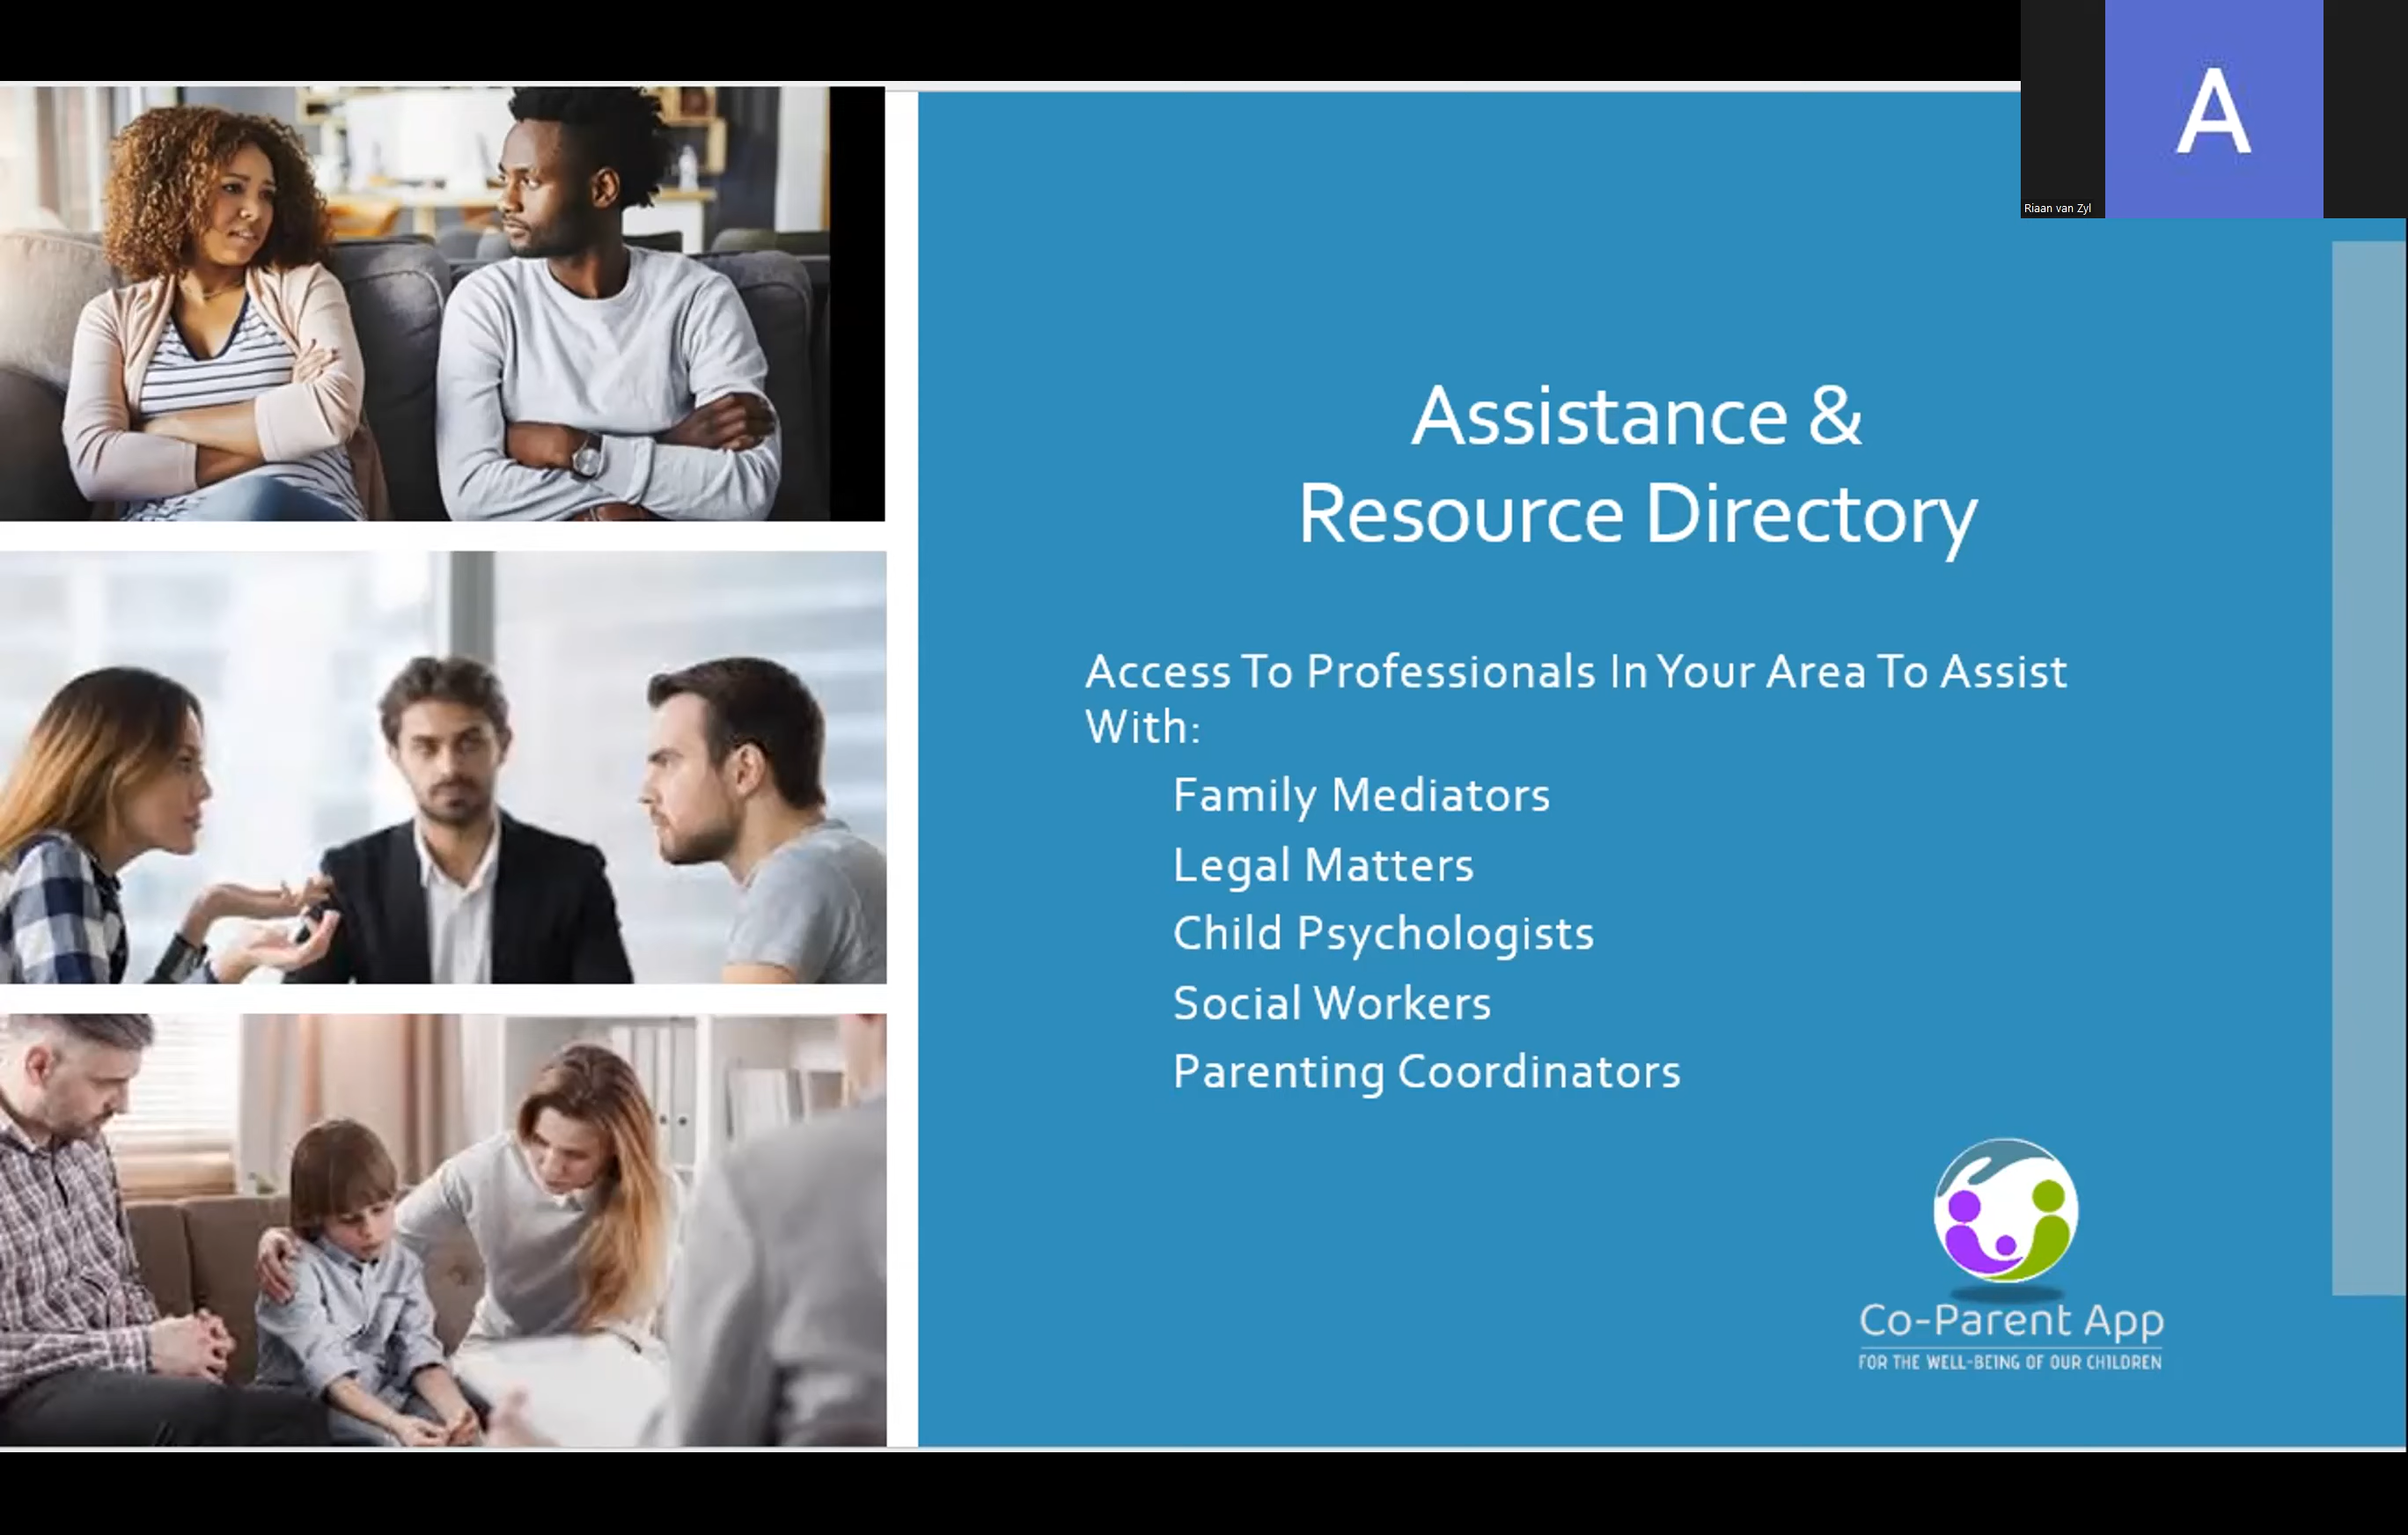 A
Riaan van Zyl
Assistance &
Resource Directory
Access To Professionals In Your Area To Assist
With:
Family Mediators
Legal Matters
Child Psychologists
Social Workers
Parenting Coordinators
Co-Parent App
FOR THE WELL-BEING OF OUR CHILDREN